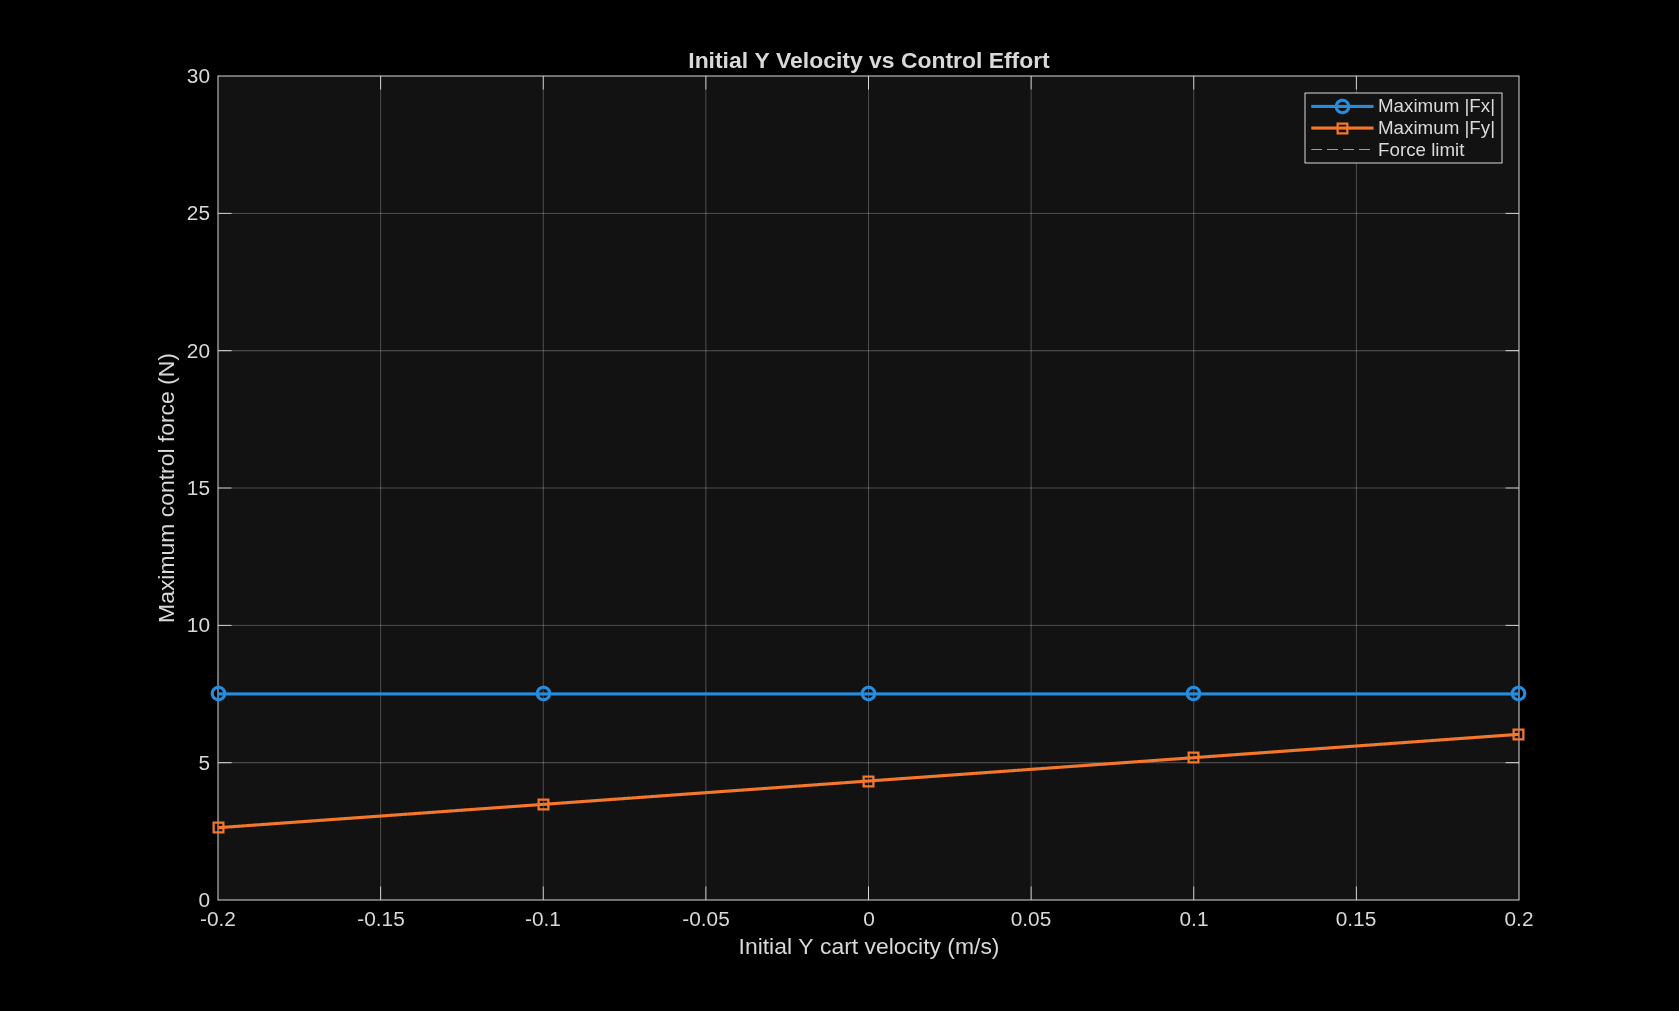 Initial Y Velocity vs Control Effort
Maximum |Fx|
Maximum |Fy|
Force limit
Maximum control force (N)
30
25
20
15
10
5
0
-0.2 -0.15 -0.1 -0.05 0 0.05 0.1 0.15 0.2
Initial Y cart velocity (m/s)